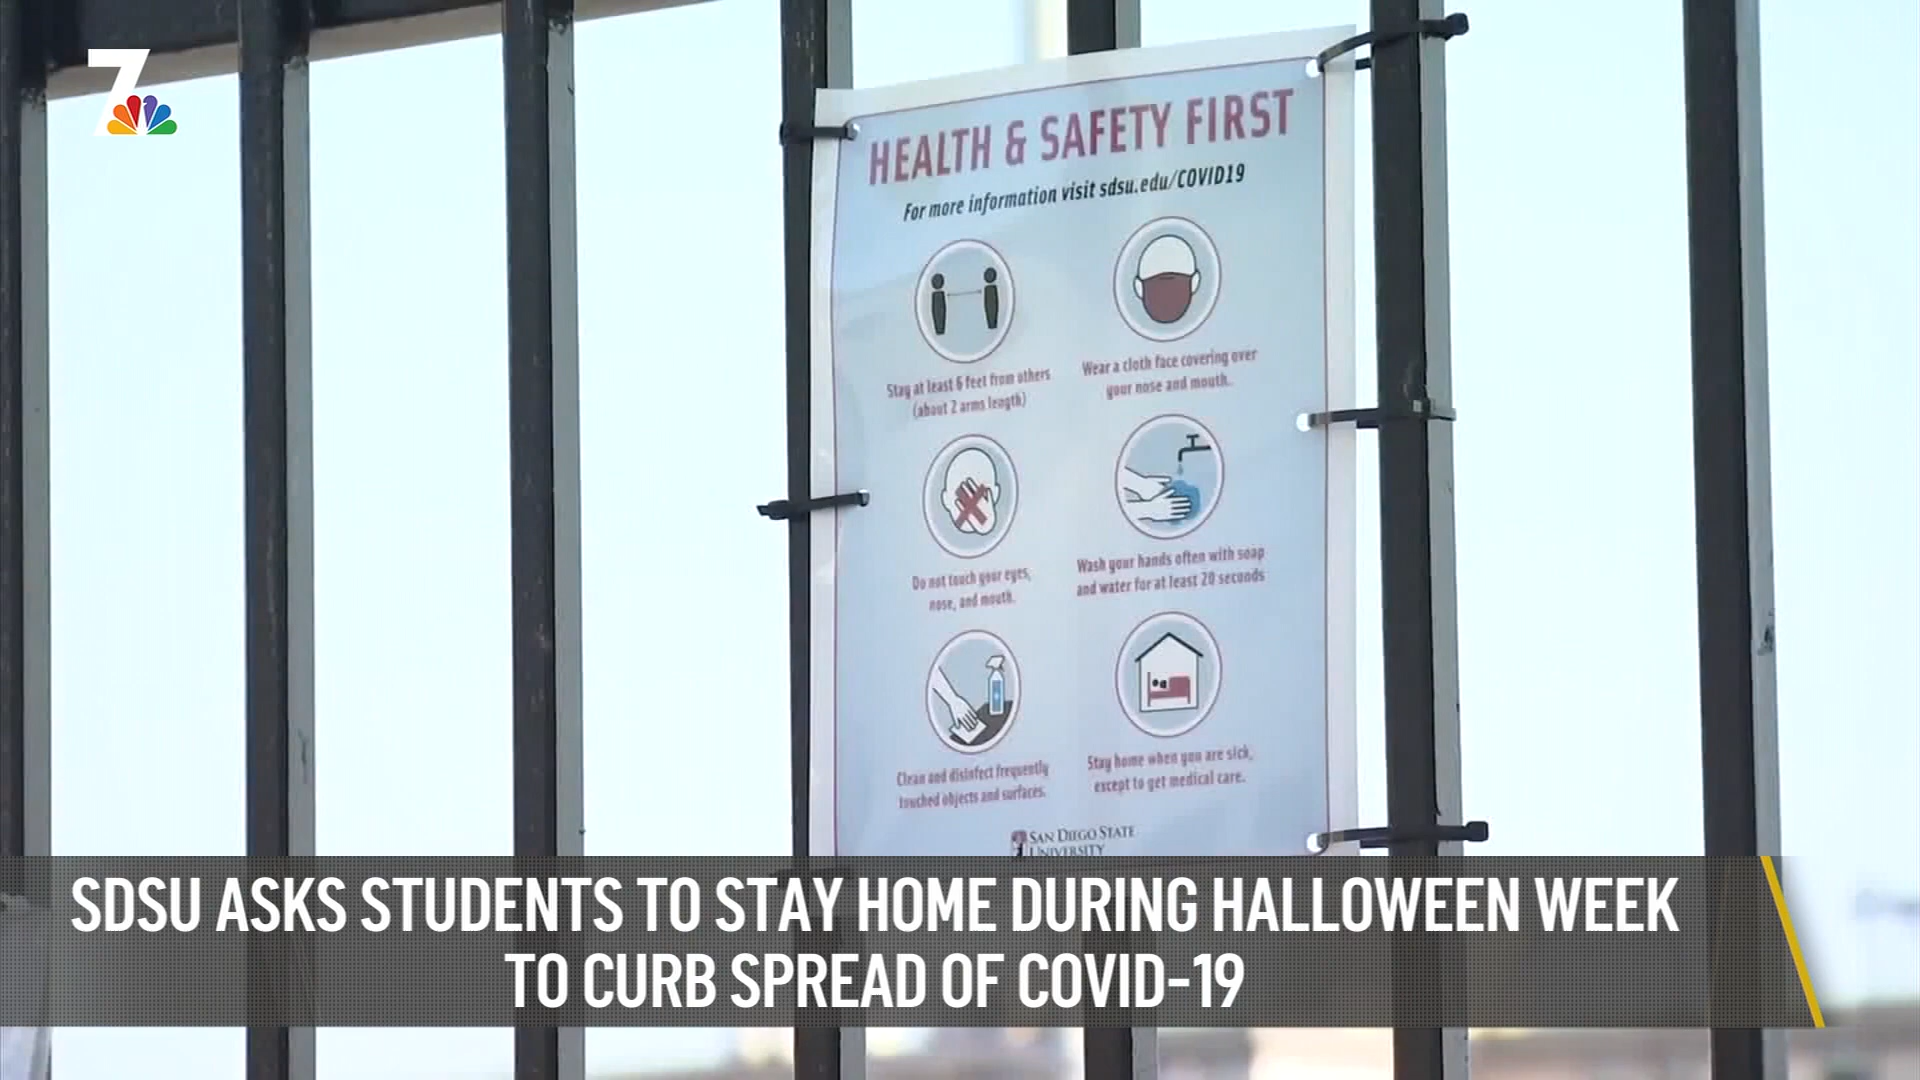 7
HEALTH & SAFETY FIRST
For more information visit sdsu.edu/COVID19
Stay at least 6 feet from others
(about 2 arms length)
Wear a cloth face covering over
your nose and mouth.
Do not touch your eyes,
nose, and mouth.
Wash your hands often with soap
and water for at least 20 seconds
Clean and disinfect frequently
touched objects and surfaces.
Stay home when you are sick,
except to get medical care.
SAN DIEGO STATE
UNIVERSITY
SDSU ASKS STUDENTS TO STAY HOME DURING HALLOWEEN WEEK
TO CURB SPREAD OF COVID-19